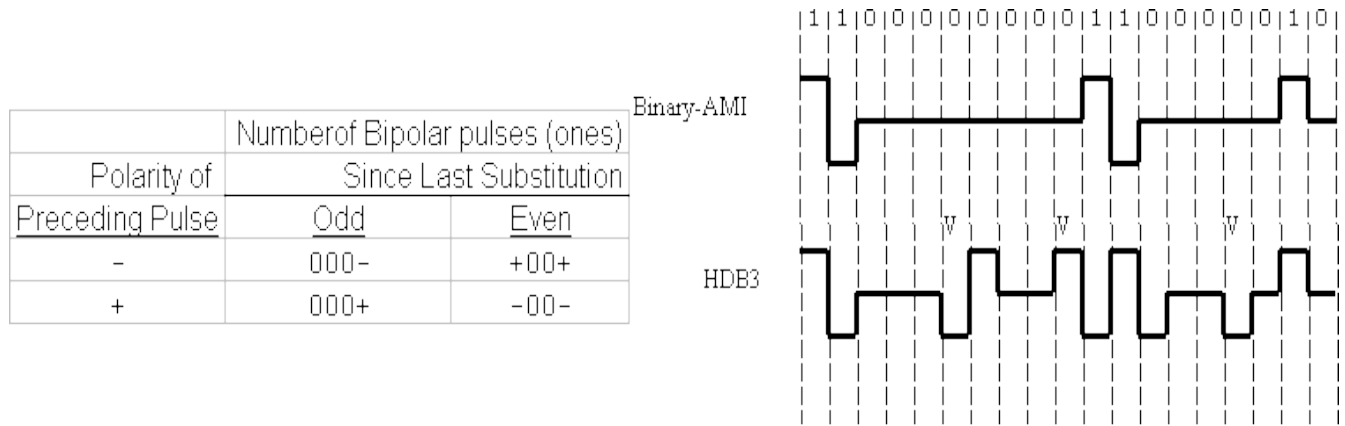 Numberof Bipolar pulses (ones)
Polarity of Since Last Substitution
Preceding Pulse Odd Even
- 000- +00+
+ 000+ -00-
|1|1|0|0|0|0|0|0|0|0|1|1|0|0|0|0|0|1|0|
Binary-AMI
V V V
HDB3